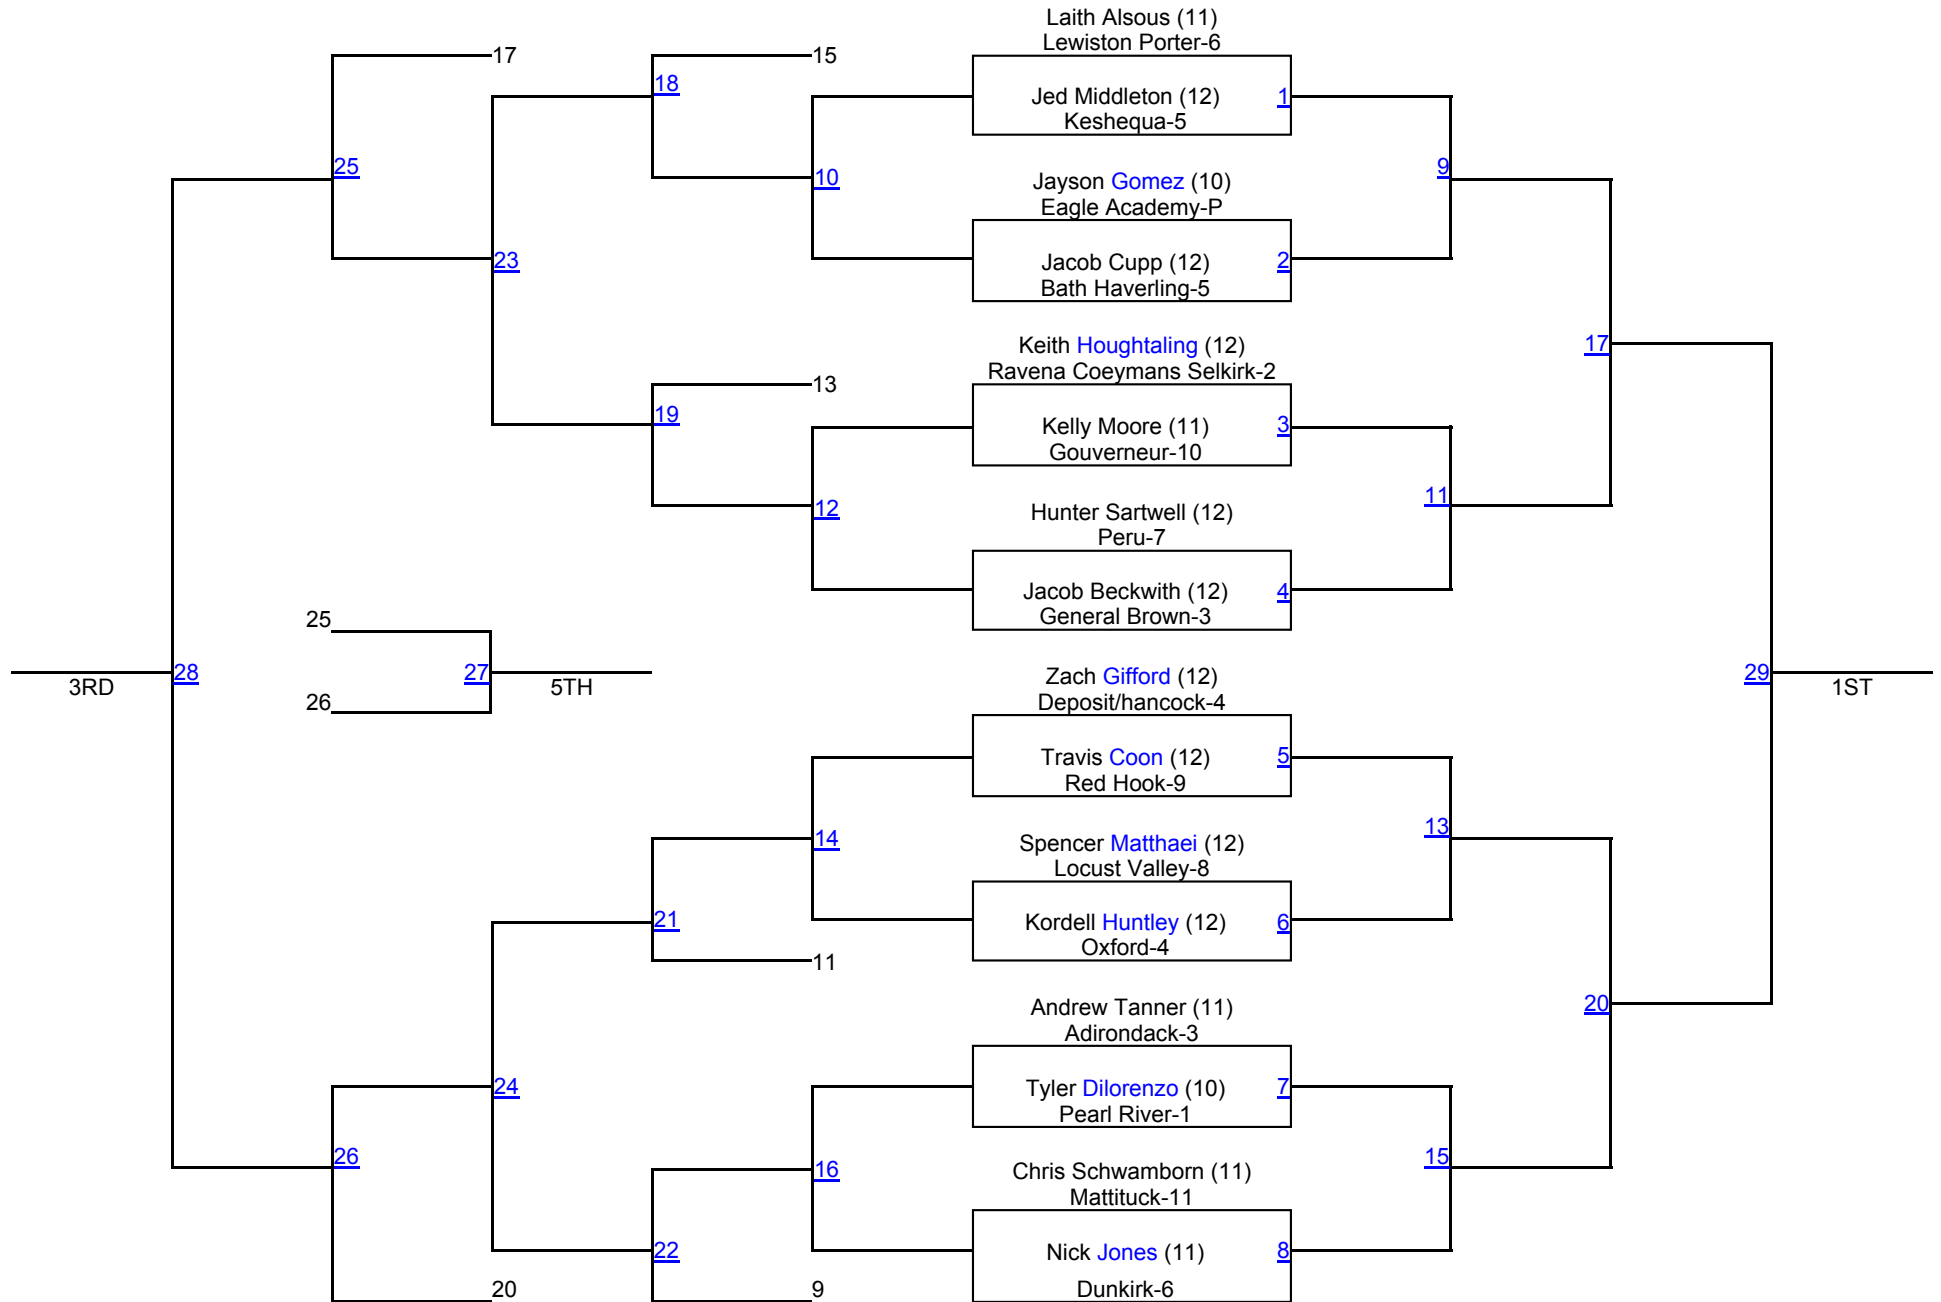 Laith Alsous (11)
Lewiston Porter-6
17
15
18
Jed Middleton (12)
1
Keshequa-5
25
10
9
Jayson Gomez (10)
Eagle Academy-P
23
Jacob Cupp (12)
2
Bath Haverling-5
Keith Houghtaling (12)
17
Ravena Coeymans Selkirk-2
13
19
Kelly Moore (11)
3
Gouverneur-10
12
11
Hunter Sartwell (12)
Peru-7
Jacob Beckwith (12)
4
General Brown-3
25
28
27
Zach Gifford (12)
29
3RD
5TH
1ST
26
Deposit/hancock-4
Travis Coon (12)
5
Red Hook-9
14
13
Spencer Matthaei (12)
Locust Valley-8
21
Kordell Huntley (12)
6
Oxford-4
11
Andrew Tanner (11)
20
Adirondack-3
24
Tyler Dilorenzo (10)
7
Pearl River-1
26
16
15
Chris Schwamborn (11)
Mattituck-11
22
Nick Jones (11)
8
20
9
Dunkirk-6